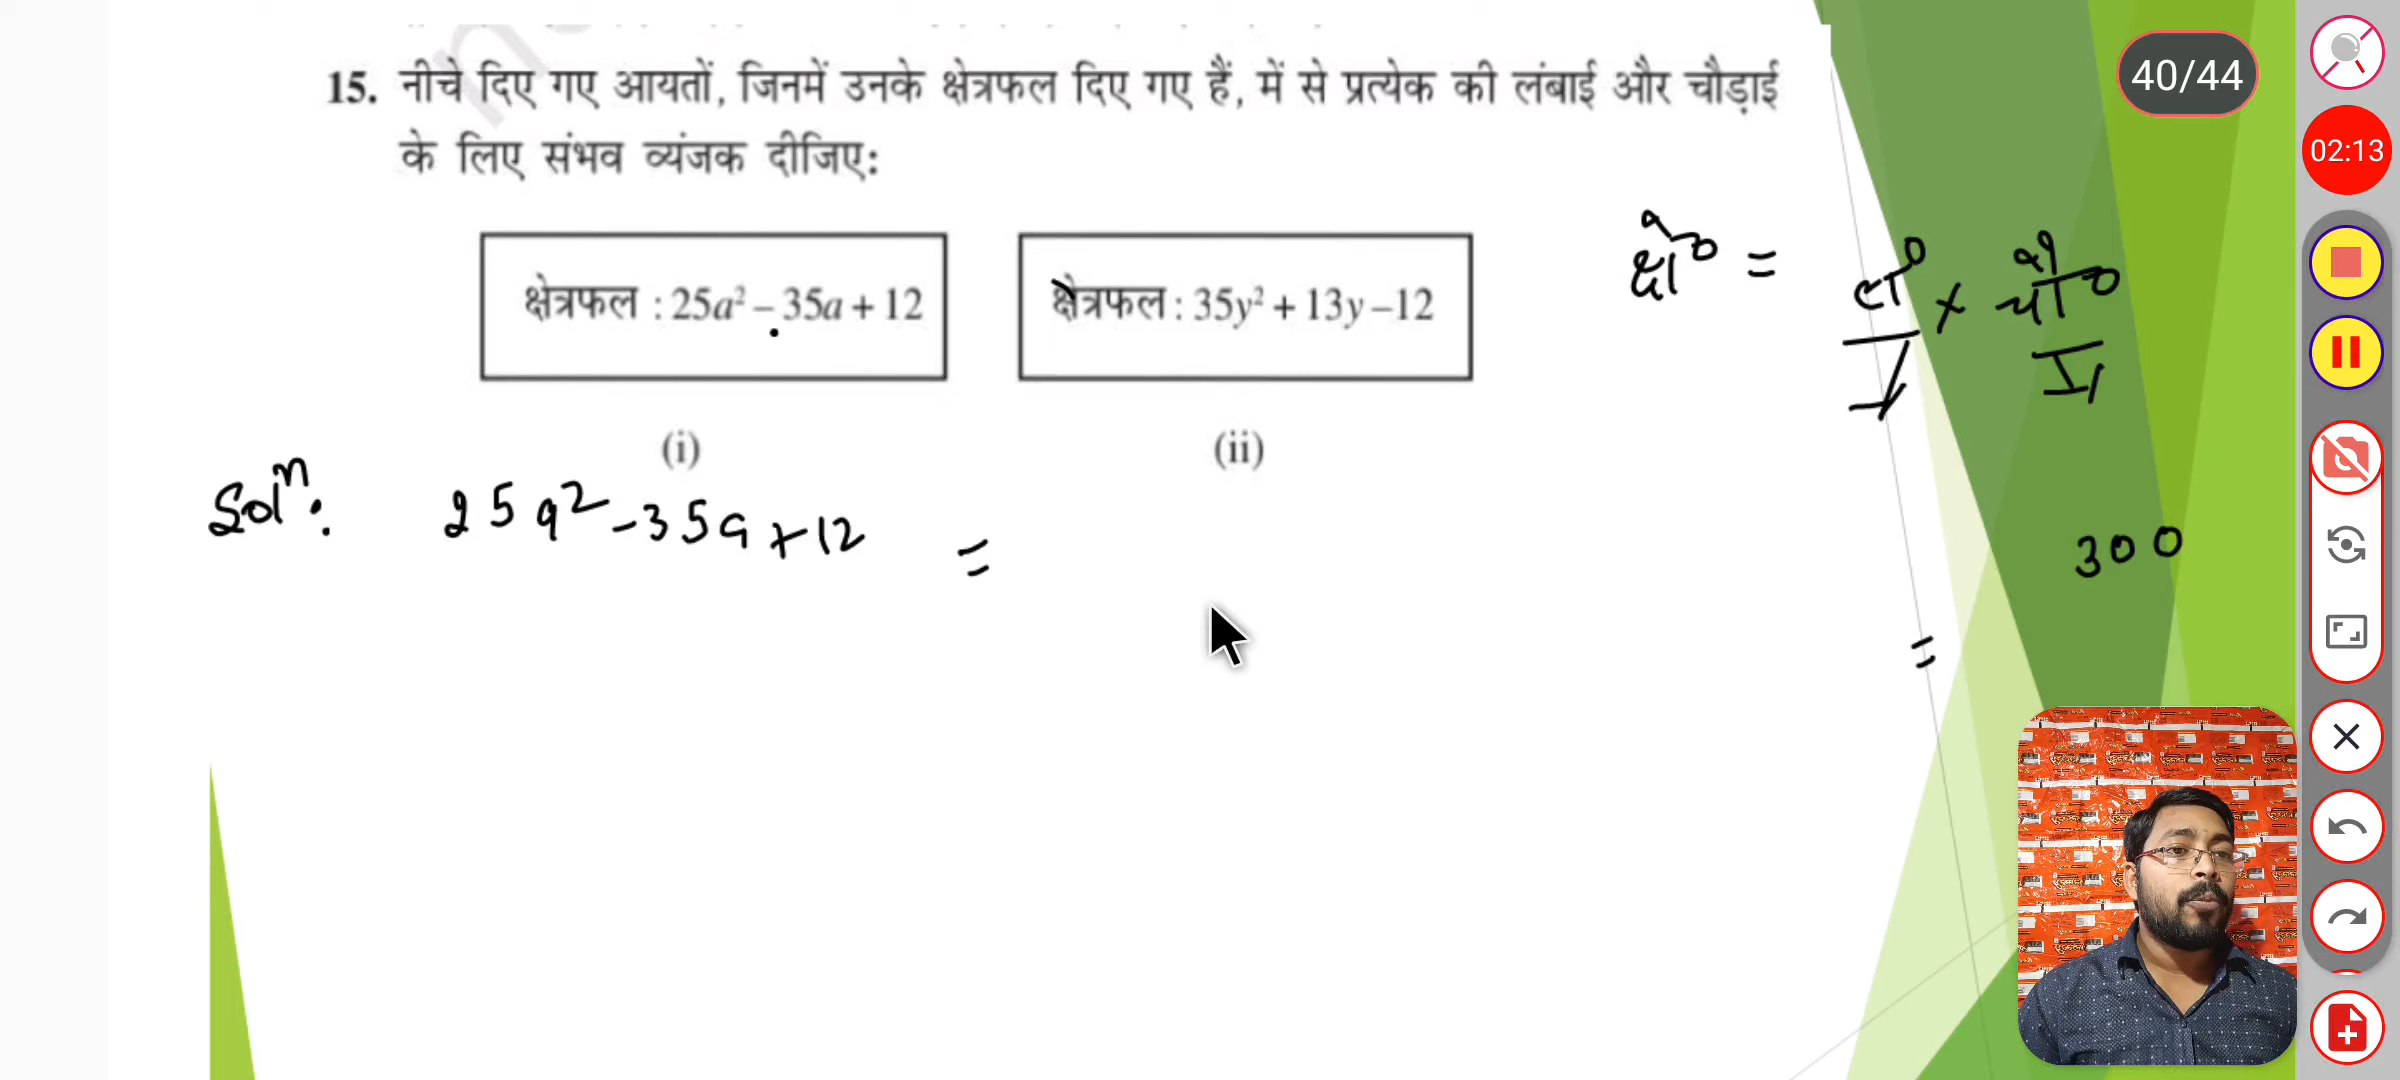 15. नीचे दिए गए आयतों, जिनमें उनके क्षेत्रफल दिए गए हैं, में से प्रत्येक की लंबाई और चौड़ाई
के लिए संभव व्यंजक दीजिए:
40/44
02:13
क्षेत्रफल : 25a² – 35a + 12
क्षेत्रफल : 35y² + 13y –12
क्षे० = ल० × चौ०
(i)
(ii)
Solⁿ: 25a² - 35a + 12 =
300
=